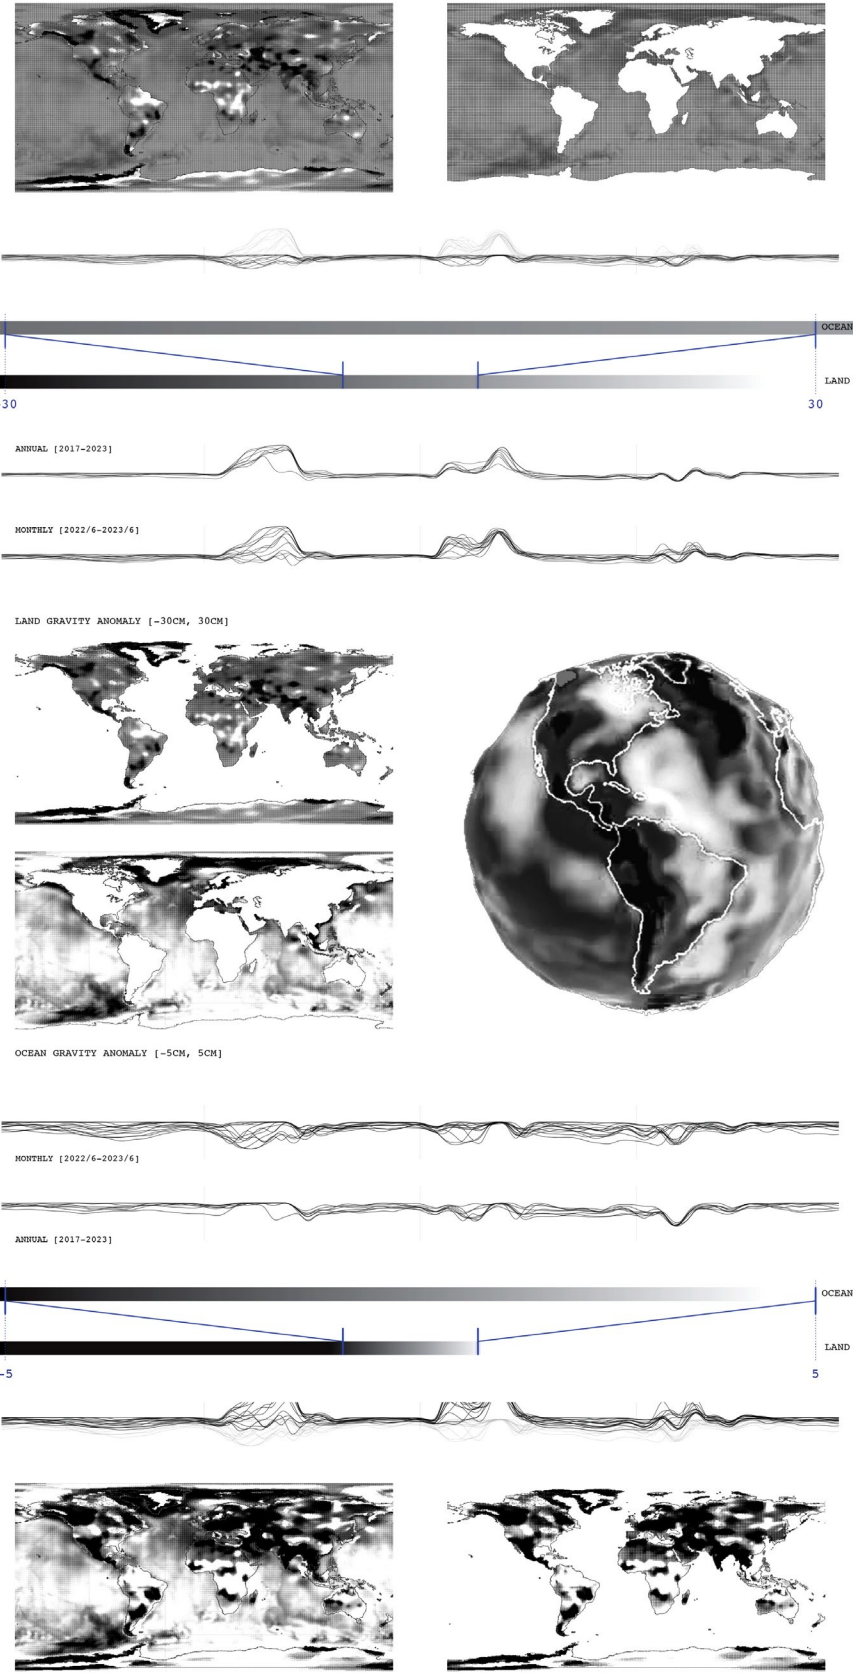 OCEAN
LAND
-30
30
ANNUAL [2017-2023]
MONTHLY [2022/6-2023/6]
LAND GRAVITY ANOMALY [-30CM, 30CM]
OCEAN GRAVITY ANOMALY [-5CM, 5CM]
MONTHLY [2022/6-2023/6]
ANNUAL [2017-2023]
OCEAN
LAND
-5
5